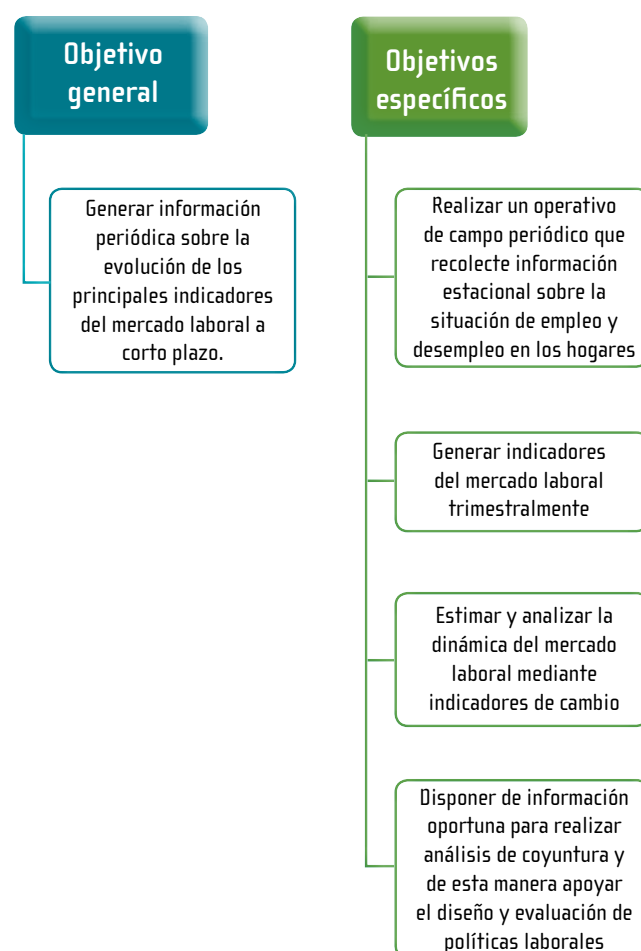 Objetivo
general
Generar información
periódica sobre la
evolución de los
principales indicadores
del mercado laboral a
corto plazo.
Objetivos
específicos
Realizar un operativo
de campo periódico que
recolecte información
estacional sobre la
situación de empleo y
desempleo en los hogares
Generar indicadores
del mercado laboral
trimestralmente
Estimar y analizar la
dinámica del mercado
laboral mediante
indicadores de cambio
Disponer de información
oportuna para realizar
análisis de coyuntura y
de esta manera apoyar
el diseño y evaluación de
políticas laborales